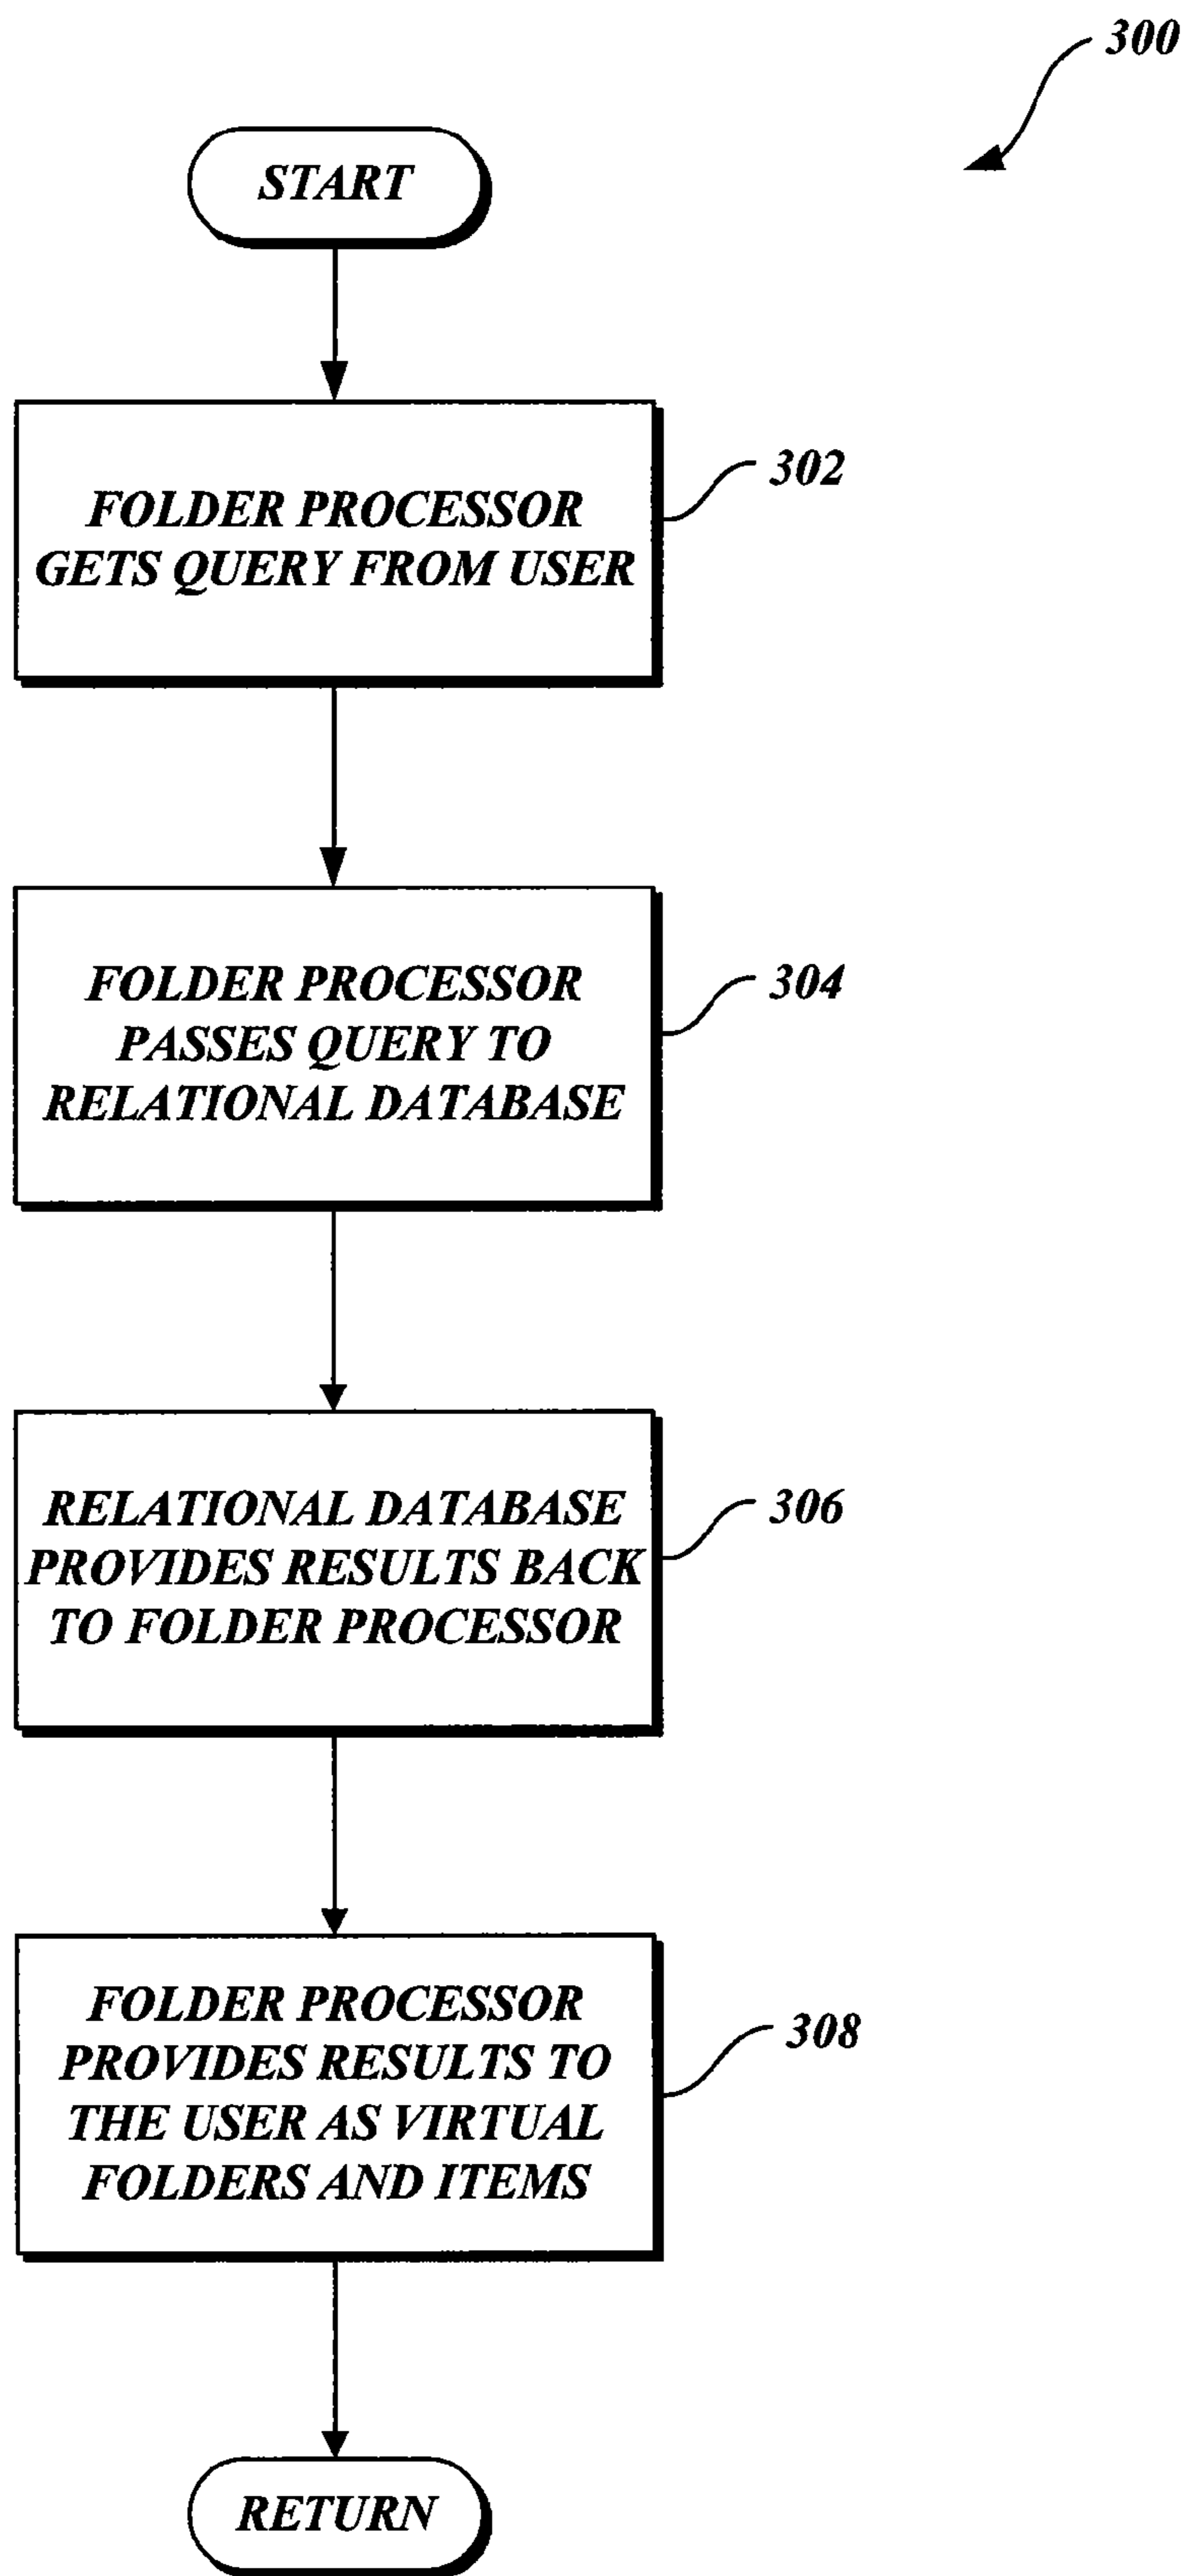 300
START
FOLDER PROCESSOR
GETS QUERY FROM USER
302
FOLDER PROCESSOR
PASSES QUERY TO
RELATIONAL DATABASE
304
RELATIONAL DATABASE
PROVIDES RESULTS BACK
TO FOLDER PROCESSOR
306
FOLDER PROCESSOR
PROVIDES RESULTS TO
THE USER AS VIRTUAL
FOLDERS AND ITEMS
308
RETURN